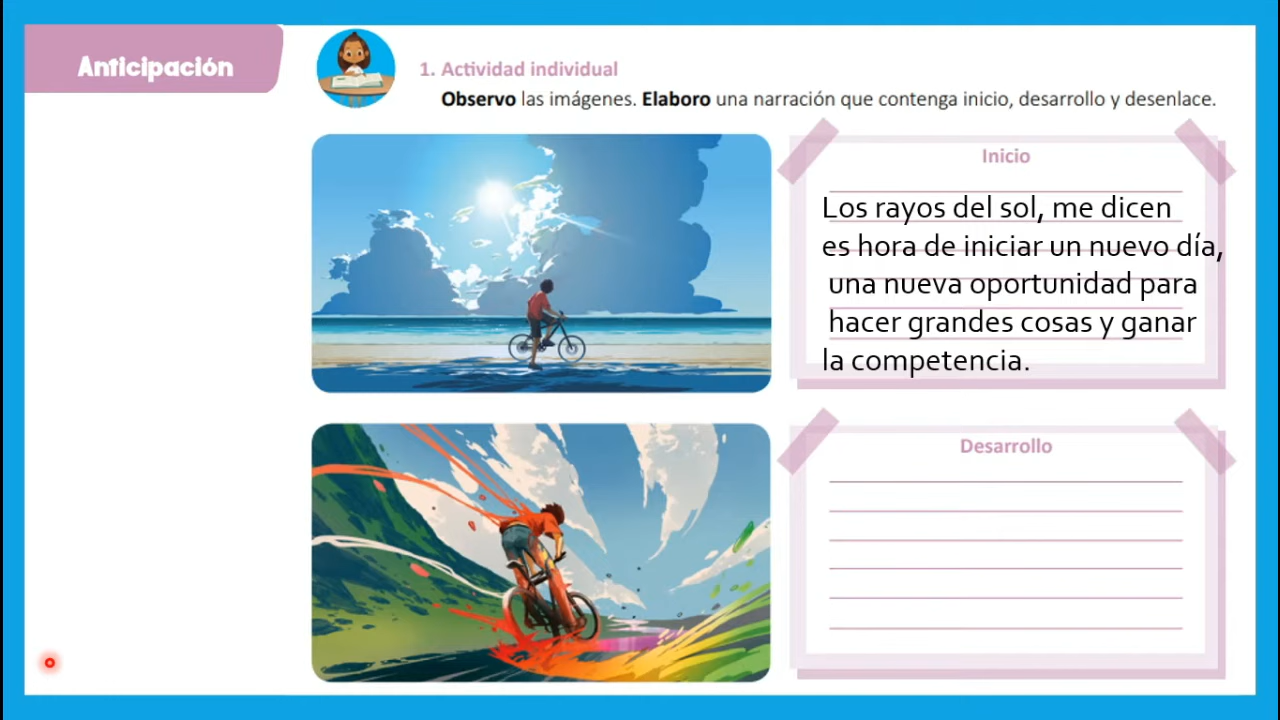 Anticipación
1. Actividad individual
Observo las imágenes. Elaboro una narración que contenga inicio, desarrollo y desenlace.
Inicio
Los rayos del sol, me dicen
es hora de iniciar un nuevo día,
una nueva oportunidad para
hacer grandes cosas y ganar
la competencia.
Desarrollo